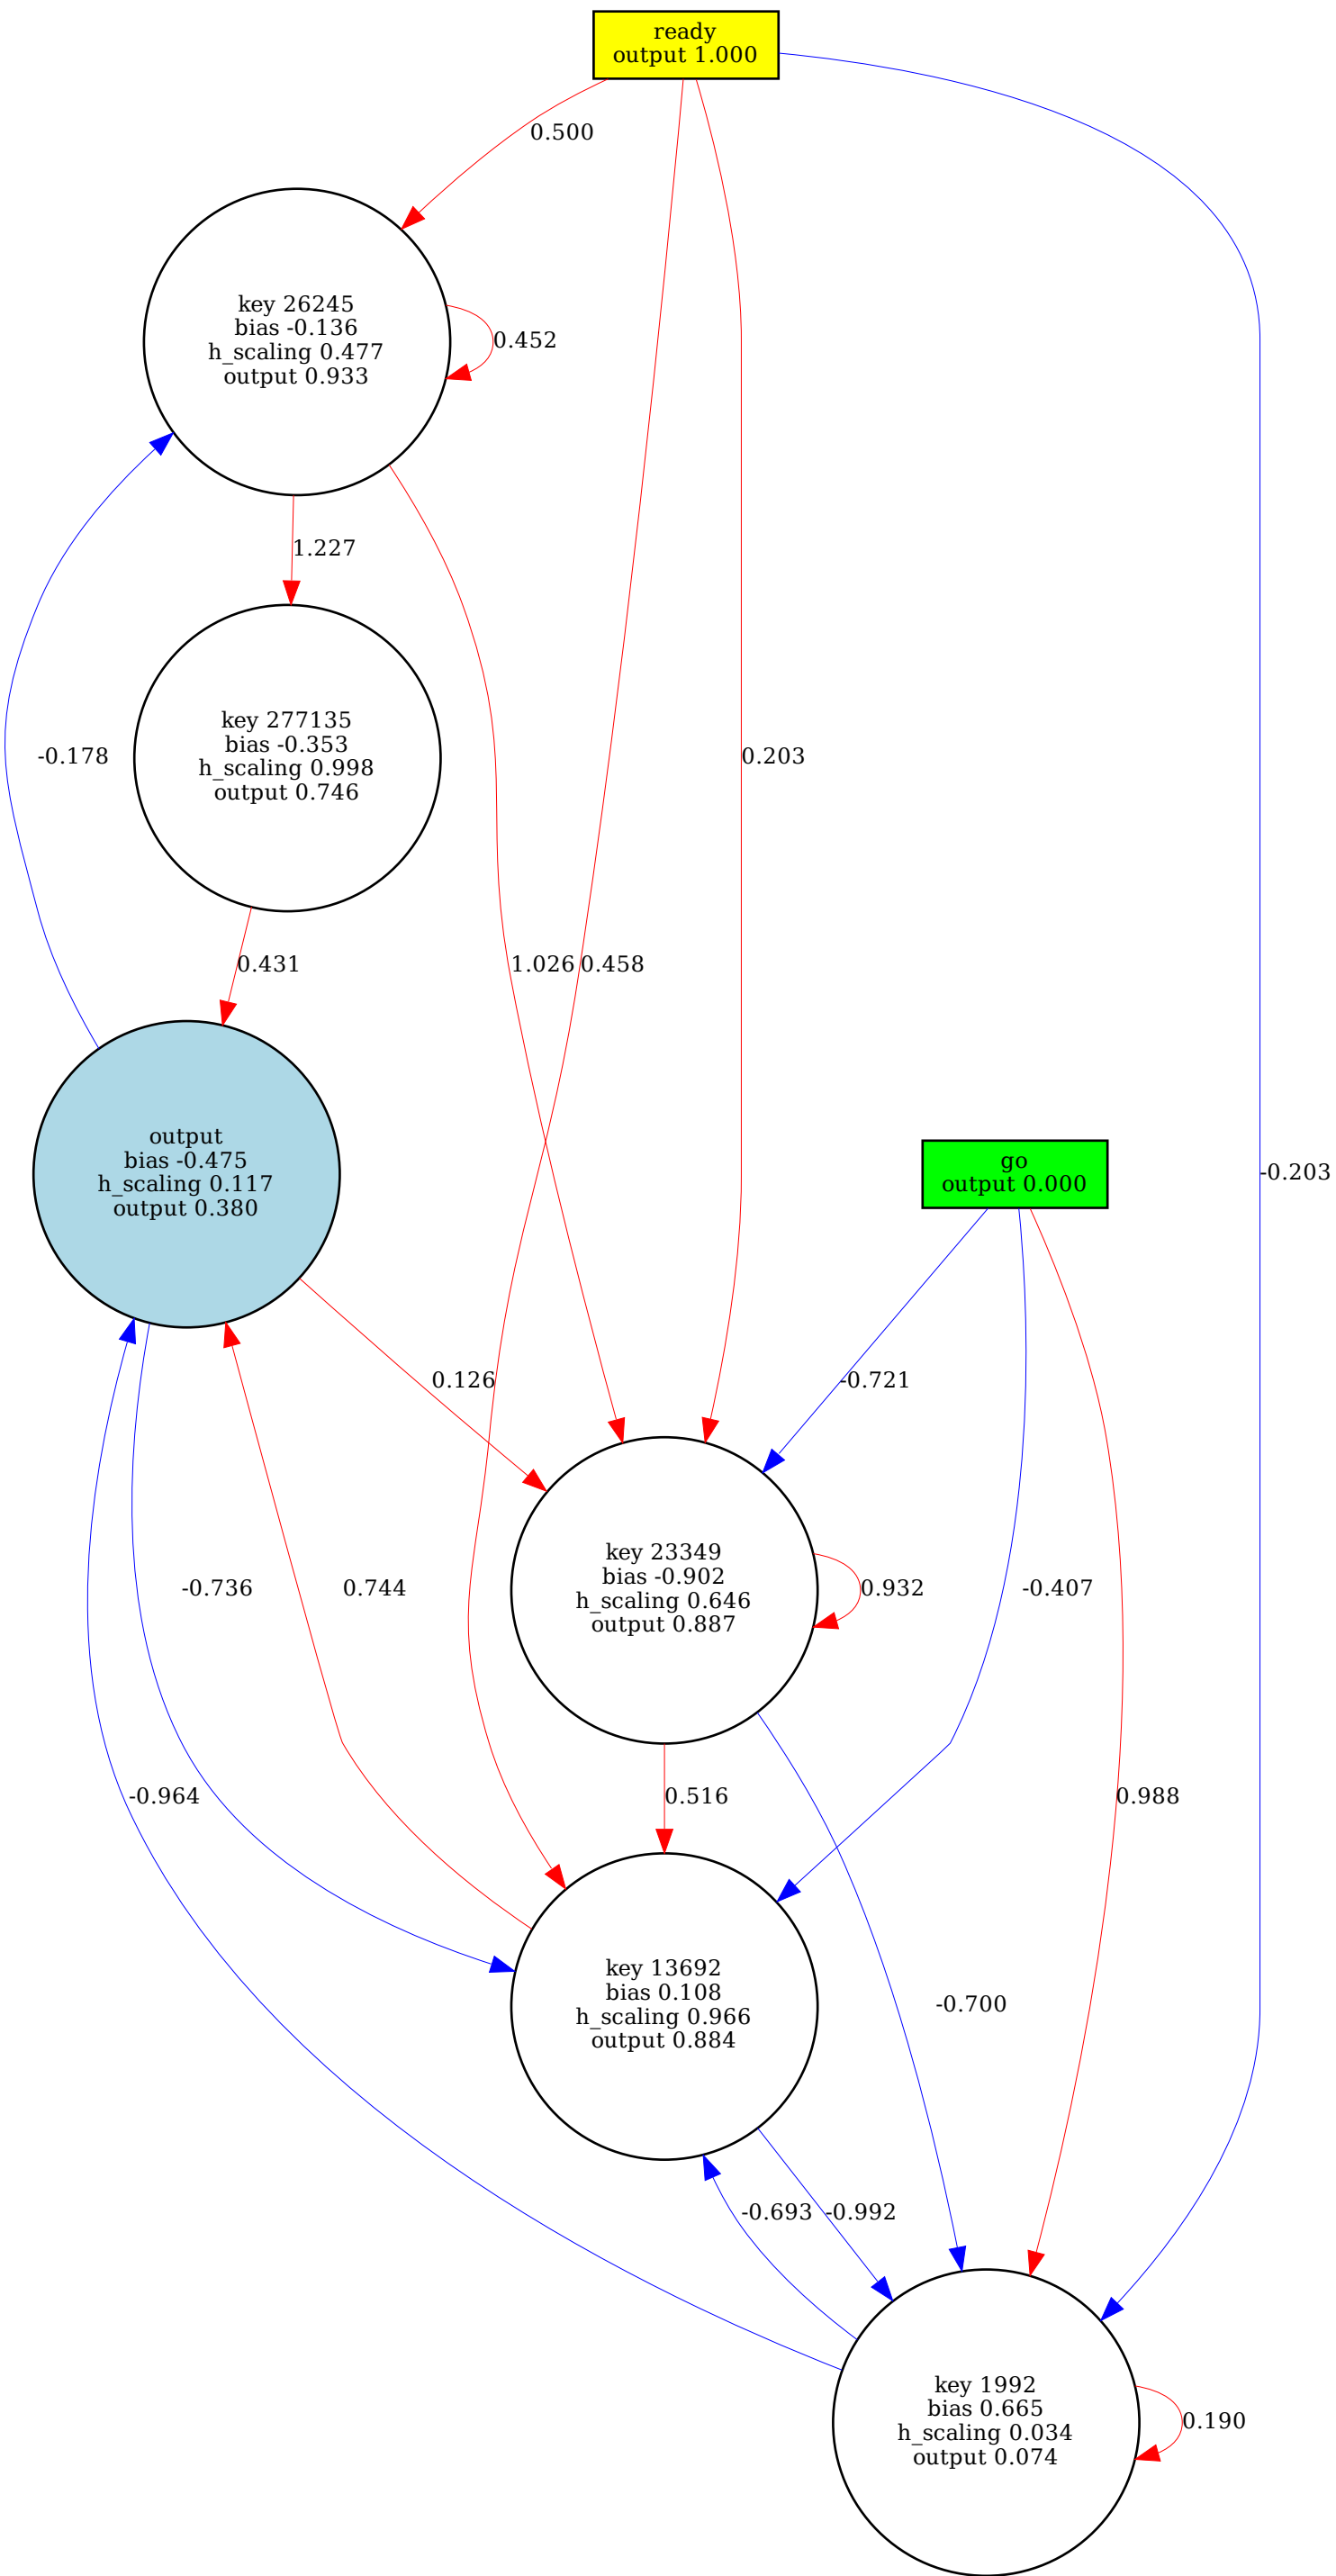 ready
output 1.000
0.500
key 26245
bias -0.136
h_scaling 0.477
output 0.933
0.452
1.227
key 277135
bias -0.353
h_scaling 0.998
output 0.746
-0.178
0.203
0.431
1.026
0.458
output
bias -0.475
h_scaling 0.117
output 0.380
go
output 0.000
-0.203
0.126
-0.721
key 23349
bias -0.902
h_scaling 0.646
output 0.887
-0.736
0.744
0.932
-0.407
-0.964
0.516
0.988
key 13692
bias 0.108
h_scaling 0.966
output 0.884
-0.700
-0.693
-0.992
key 1992
bias 0.665
h_scaling 0.034
output 0.074
0.190